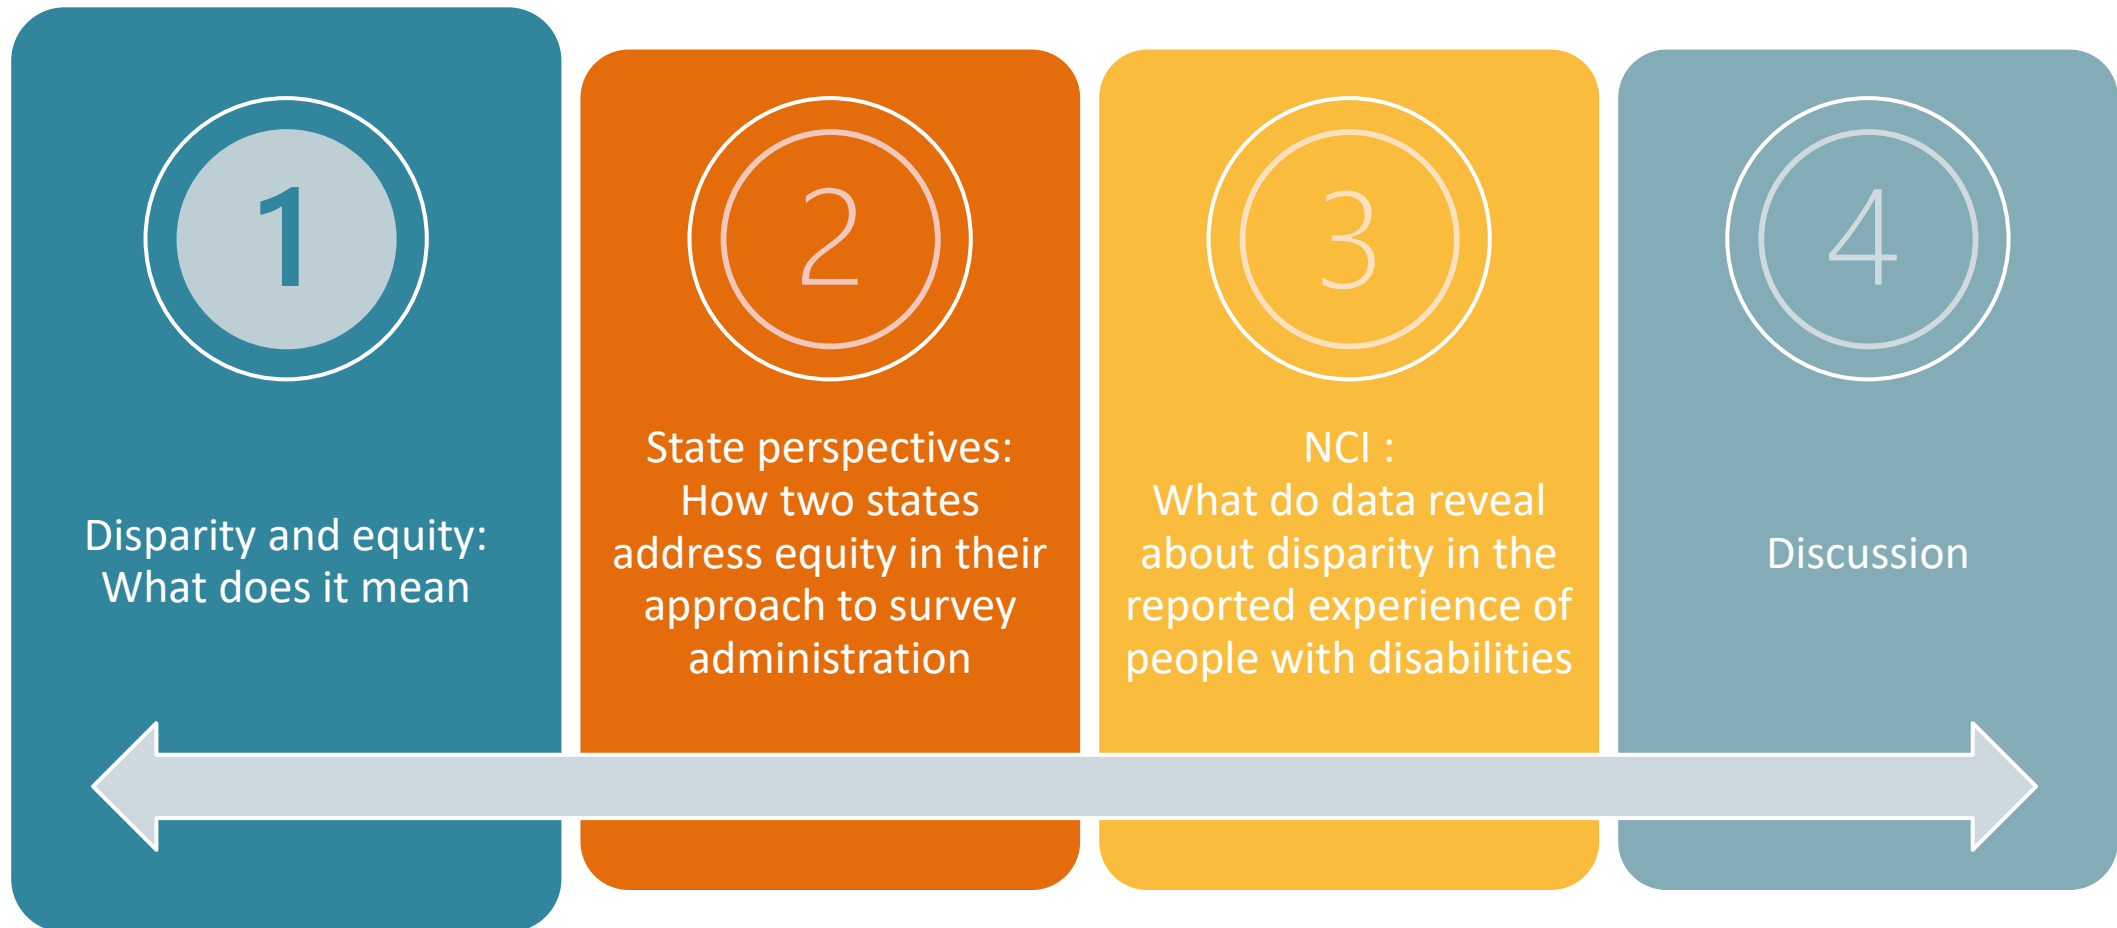 1
Disparity and equity:
What does it mean
2
State perspectives:
How two states
address equity in their
approach to survey
administration
3
NCI :
What do data reveal
about disparity in the
reported experience of
people with disabilities
4
Discussion